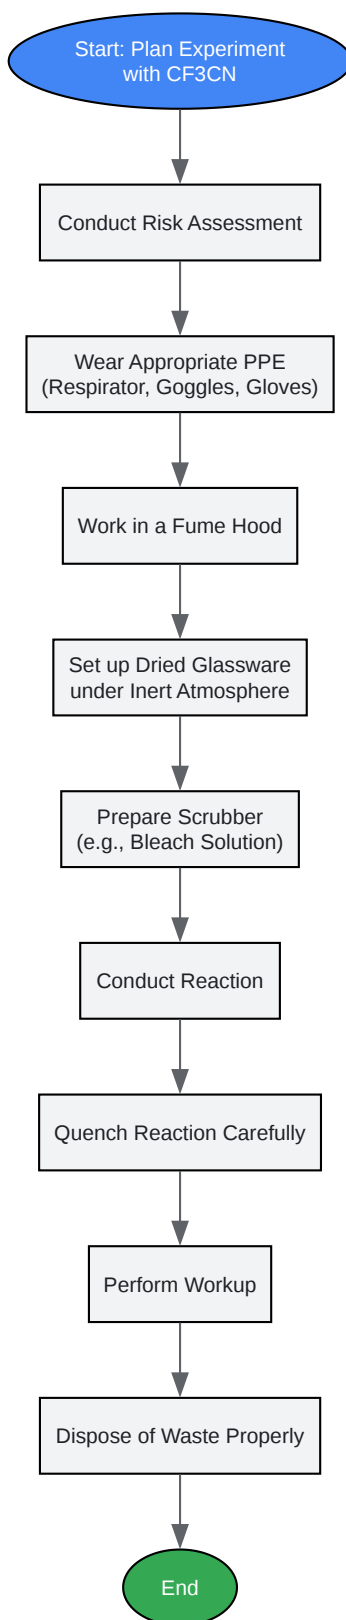 Start: Plan Experiment
with CF3CN
Conduct Risk Assessment
Wear Appropriate PPE
(Respirator, Goggles, Gloves)
Work in a Fume Hood
Set up Dried Glassware
under Inert Atmosphere
Prepare Scrubber
(e.g., Bleach Solution)
Conduct Reaction
Quench Reaction Carefully
Perform Workup
Dispose of Waste Properly
End